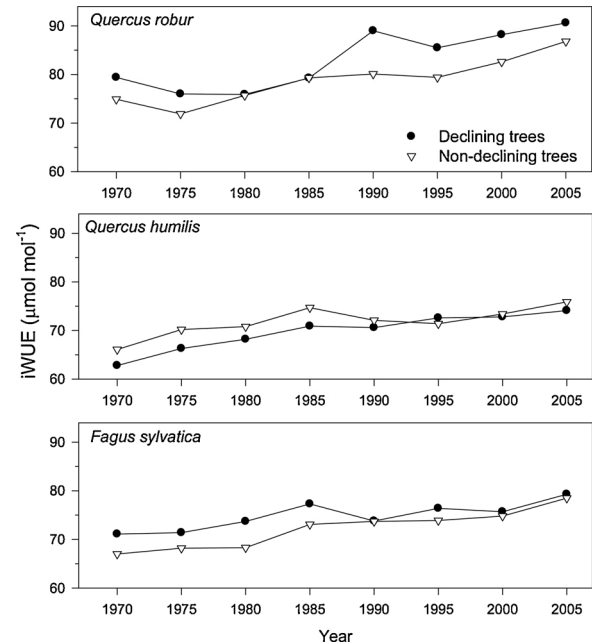 Quercus robur
90
80
70
60
Declining trees
Non-declining trees
1970 1975 1980 1985 1990 1995 2000 2005
Quercus humilis
90
80
70
60
1970 1975 1980 1985 1990 1995 2000 2005
iWUE (μmol mol⁻¹)
Fagus sylvatica
90
80
70
60
1970 1975 1980 1985 1990 1995 2000 2005
Year